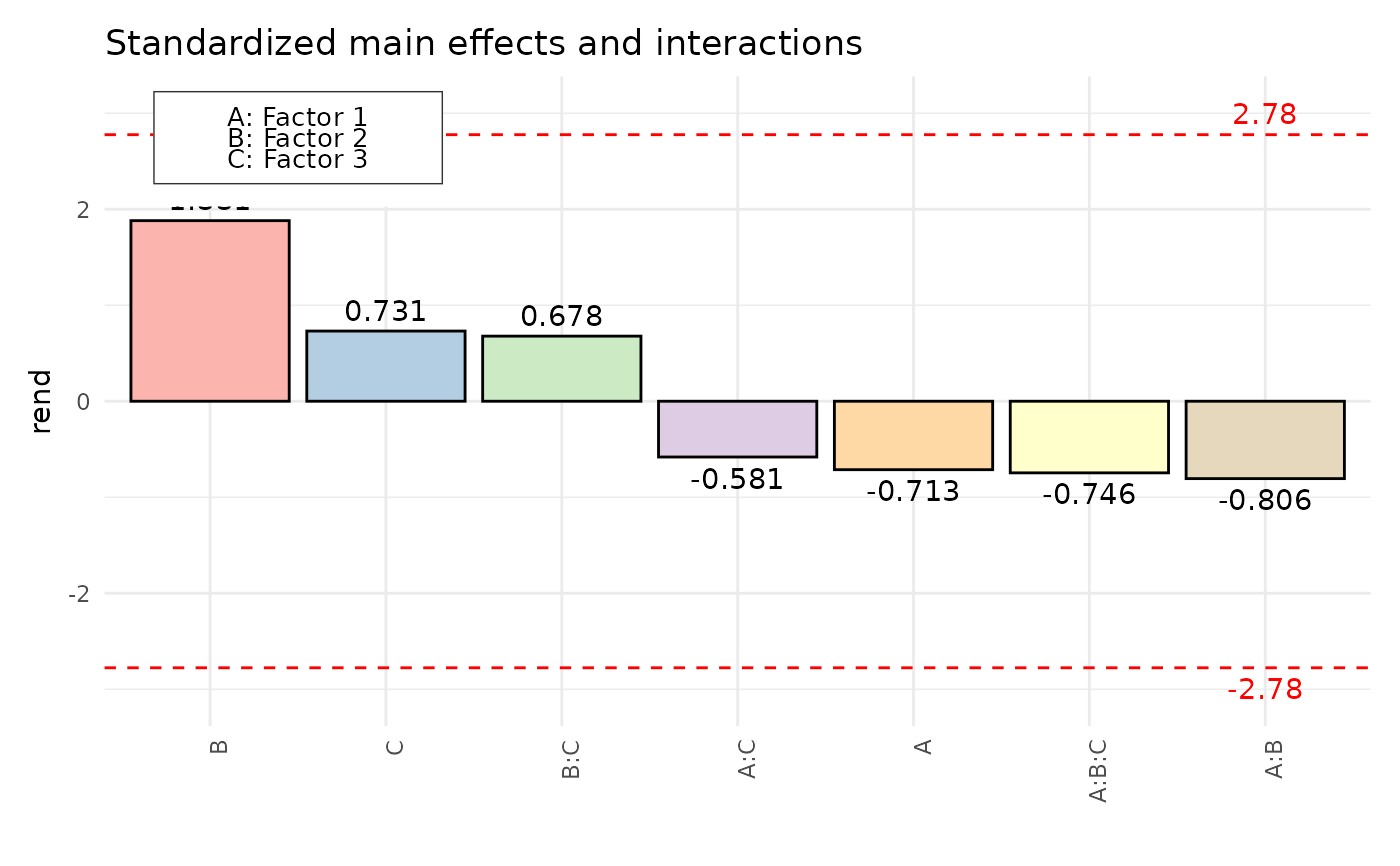 Standardized main effects and interactions
A: Factor 1
B: Factor 2
C: Factor 3
2.78
2
0.731
0.678
rend
0
-0.581
-0.713
-0.746
-0.806
-2
-2.78
B
C
B:C
A:C
A
A:B:C
A:B